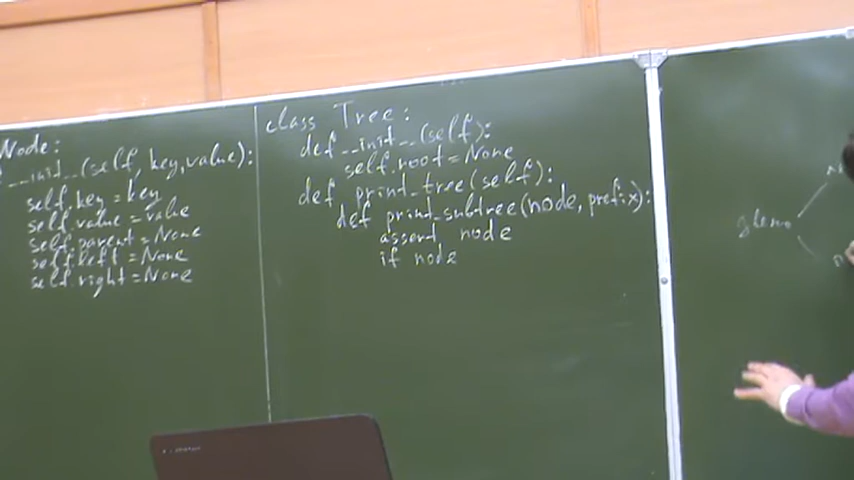 Node:
__init__(self, key, value):
self.key = key
self.value = value
self.parent = None
self.left = None
self.right = None
class Tree:
def __init__(self):
self.root = None
def print_tree(self):
def print_subtree(node, prefix):
assert node
if node